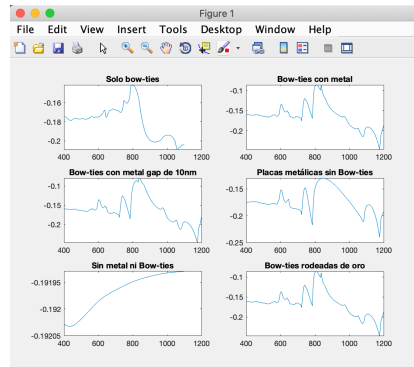 Figure 1
File Edit View Insert Tools Desktop Window Help
Solo bow-ties
-0.16
-0.18
-0.2
400 600 800 1000 1200
Bow-ties con metal
-0.1
-0.15
-0.2
400 600 800 1000 1200
Bow-ties con metal gap de 10nm
-0.1
-0.15
-0.2
400 600 800 1000 1200
Placas metálicas sin Bow-ties
-0.15
-0.2
-0.25
400 600 800 1000 1200
Sin metal ni Bow-ties
-0.19195
-0.192
-0.19205
400 600 800 1000 1200
Bow-ties rodeadas de oro
-0.1
-0.15
-0.2
400 600 800 1000 1200